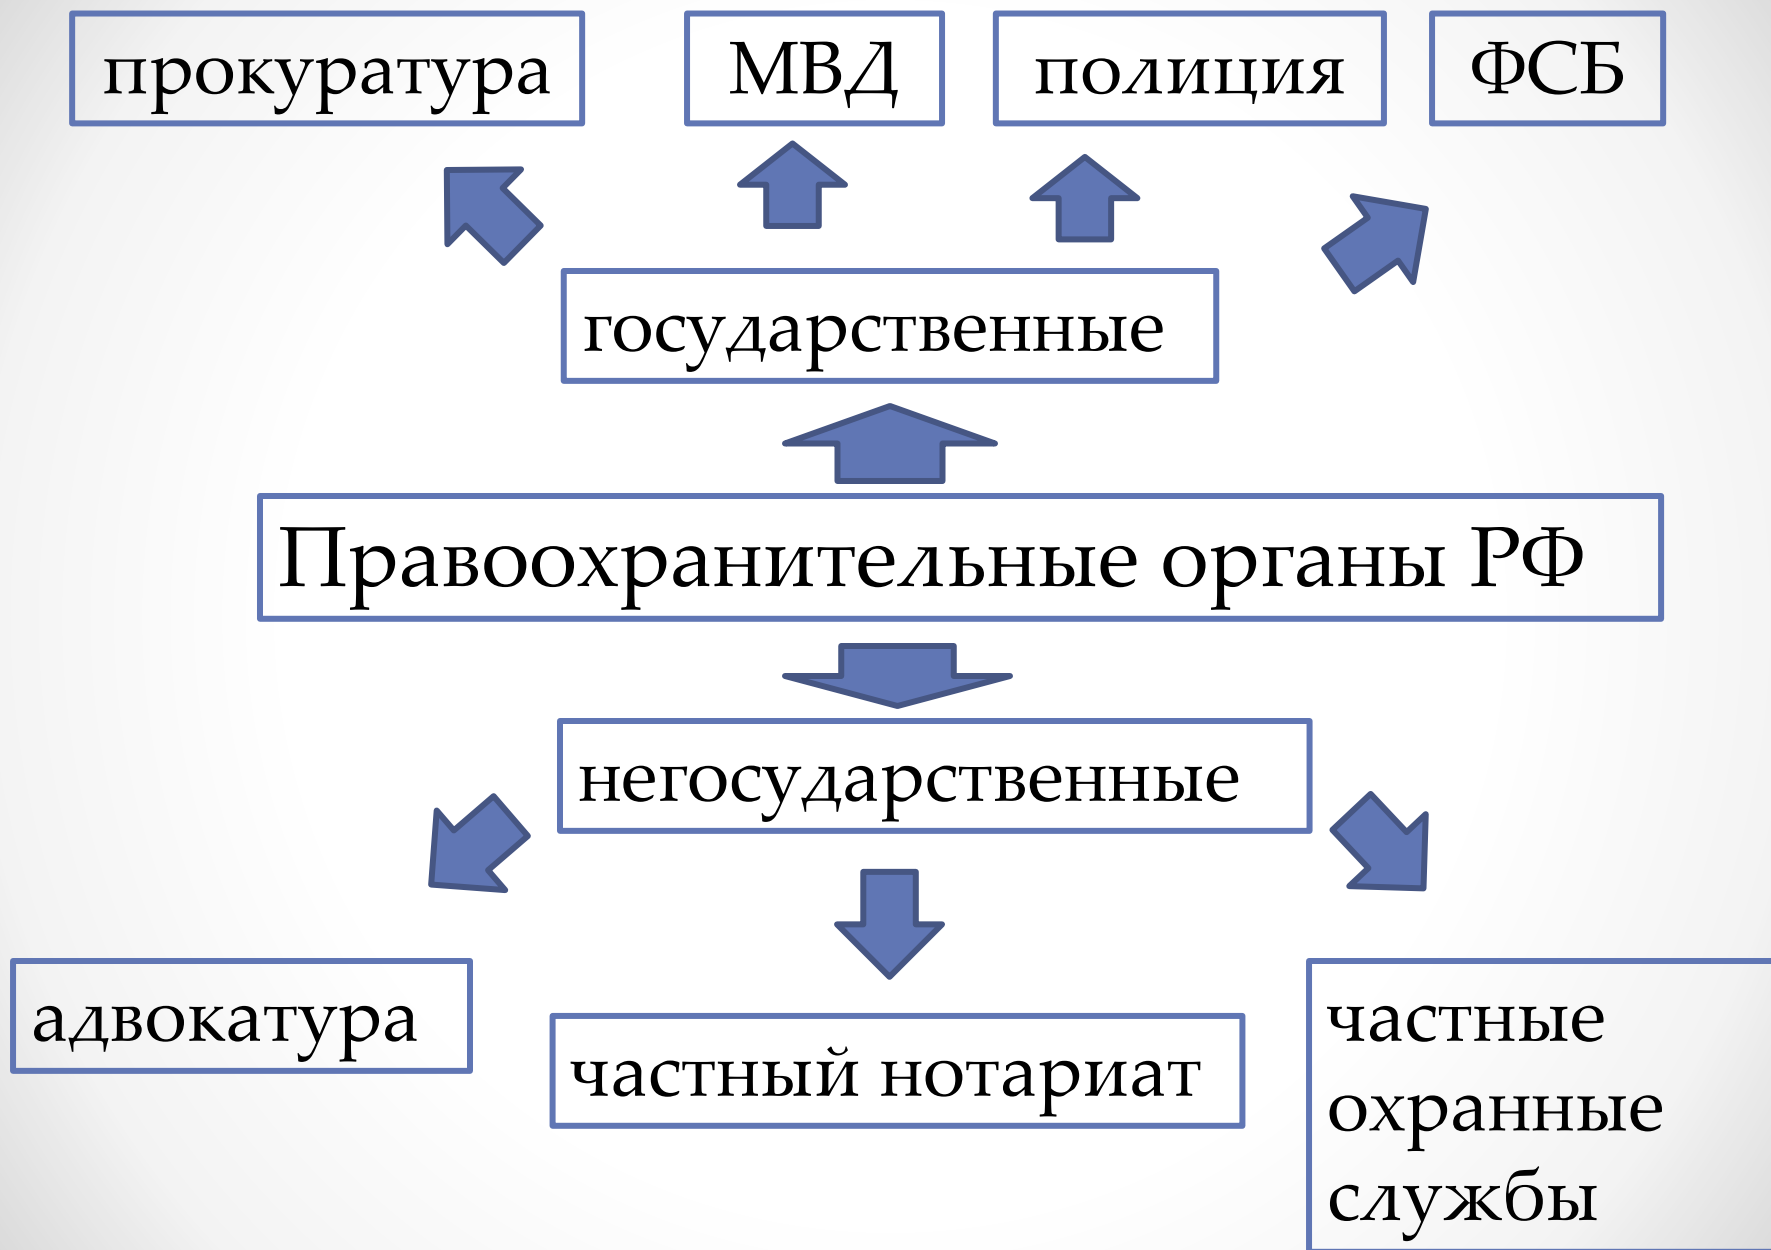 прокуратура
МВД
полиция
ФСБ
государственные
Правоохранительные органы РФ
негосударственные
адвокатура
частный нотариат
частные
охранные
службы